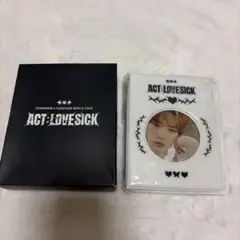 TOMORROW X TOGETHER WORLD TOUR
ACT:LOVESICK
ACT:LOVESICK